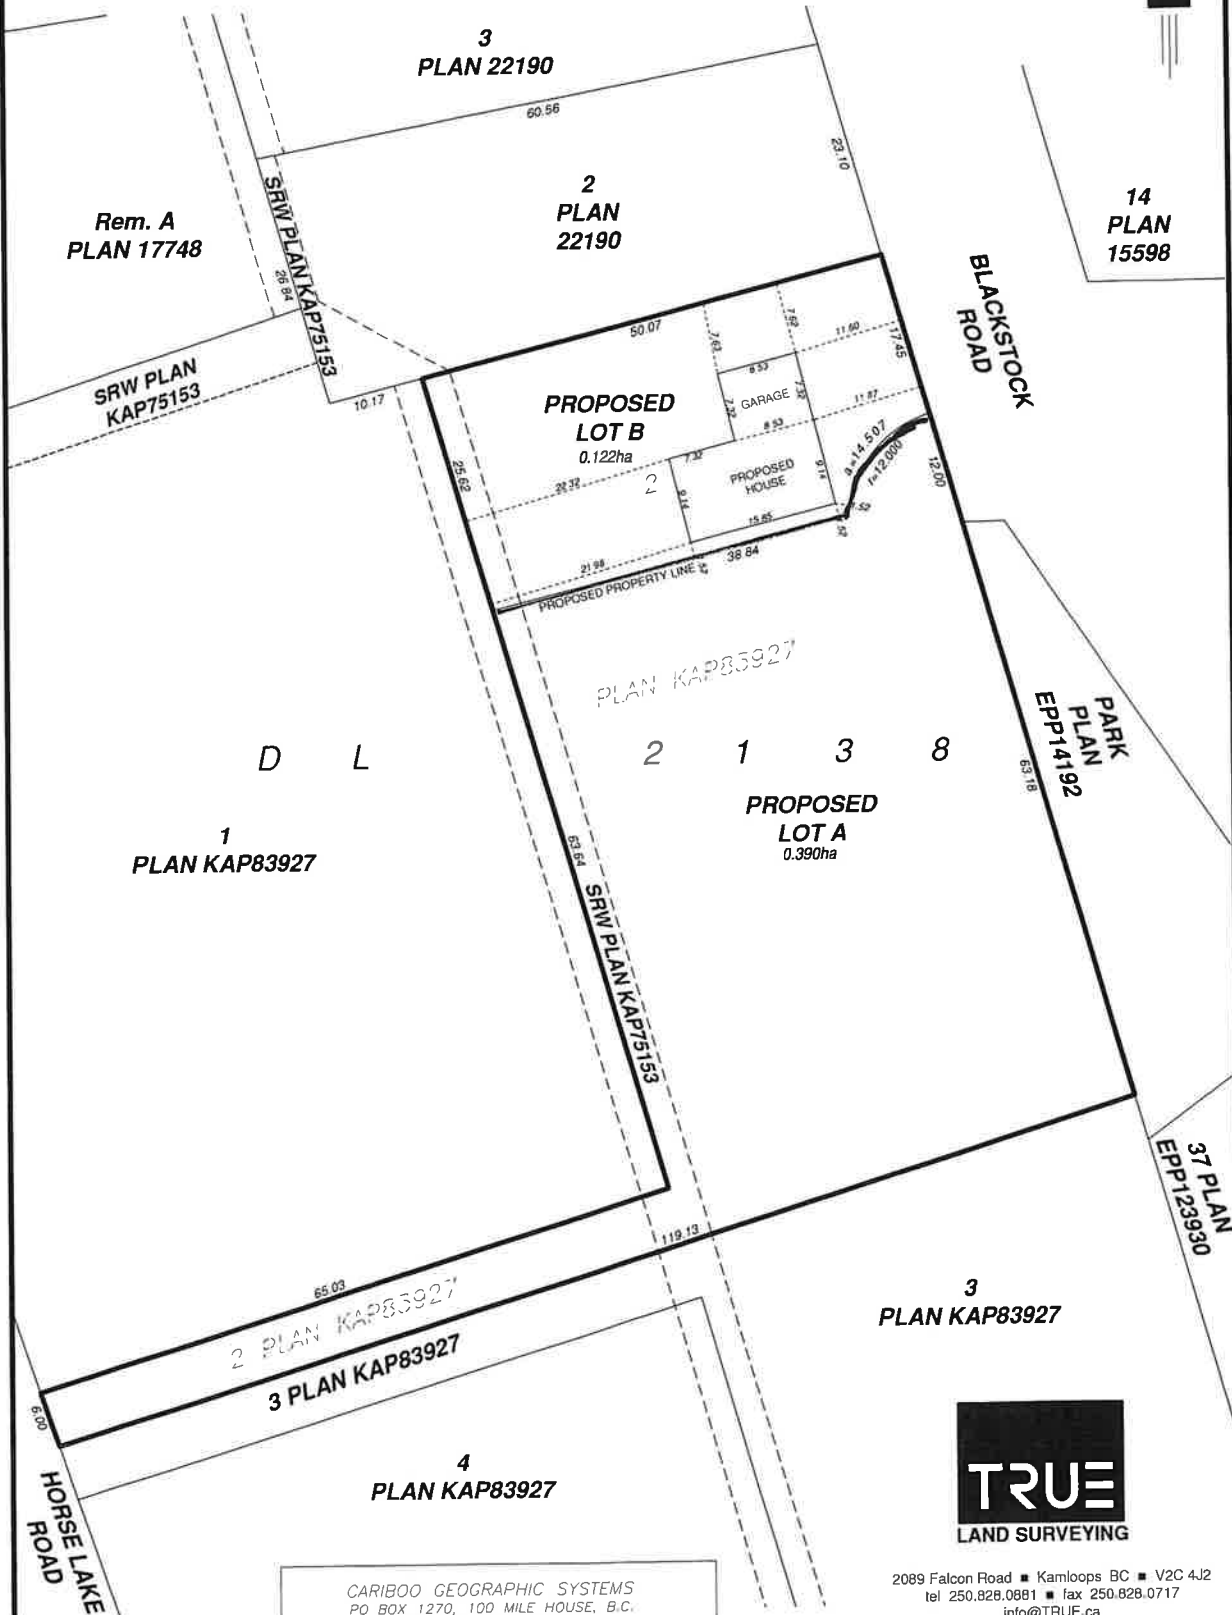 3
PLAN 22190
60.56
23.10
2
PLAN
22190
14
PLAN
15598
Rem. A
PLAN 17748
SRW PLAN KAP75153
26.84
BLACKSTOCK
ROAD
SRW PLAN
KAP75153
10.17
50.07
7.63
7.52
11.60
17.45
8.53
GARAGE
7.32
7.32
8.53
11.87
PROPOSED
LOT B
0.122ha
7.32
a=14.507
r=12.000
12.00
25.62
22.32
2
9.14
PROPOSED
HOUSE
9.14
15.85
38.84
21.98
PROPOSED PROPERTY LINE
PLAN KAP83927
D L 2 1 3 8
PARK
PLAN
EPP14192
63.18
PROPOSED
LOT A
0.390ha
1
PLAN KAP83927
63.64
SRW PLAN KAP75153
37 PLAN
EPP123930
119.13
65.03
2 PLAN KAP83927
3 PLAN KAP83927
3
PLAN KAP83927
6.00
HORSE LAKE
ROAD
4
PLAN KAP83927
TRUE
LAND SURVEYING
CARIBOO GEOGRAPHIC SYSTEMS
PO BOX 1270, 100 MILE HOUSE, B.C.
2089 Falcon Road ■ Kamloops BC ■ V2C 4J2
tel 250.828.0881 ■ fax 250.828.0717
info@TRUE.ca